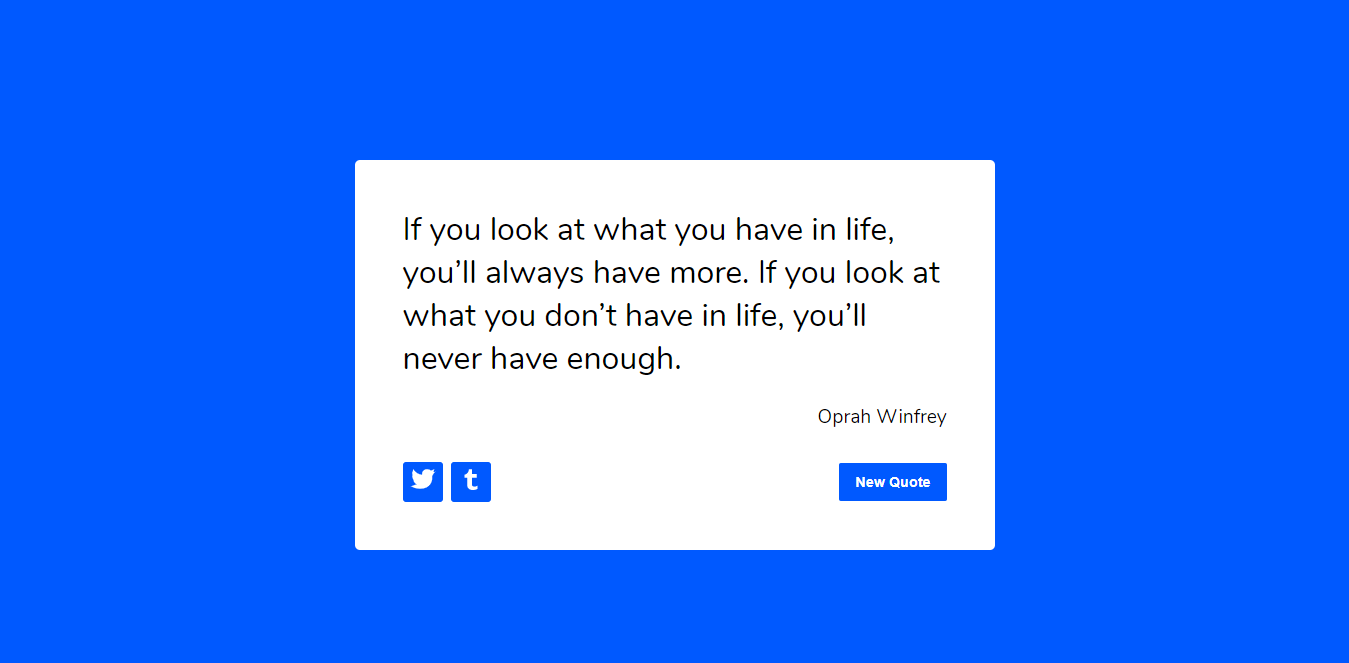 If you look at what you have in life,
you’ll always have more. If you look at
what you don’t have in life, you’ll
never have enough.
Oprah Winfrey
New Quote